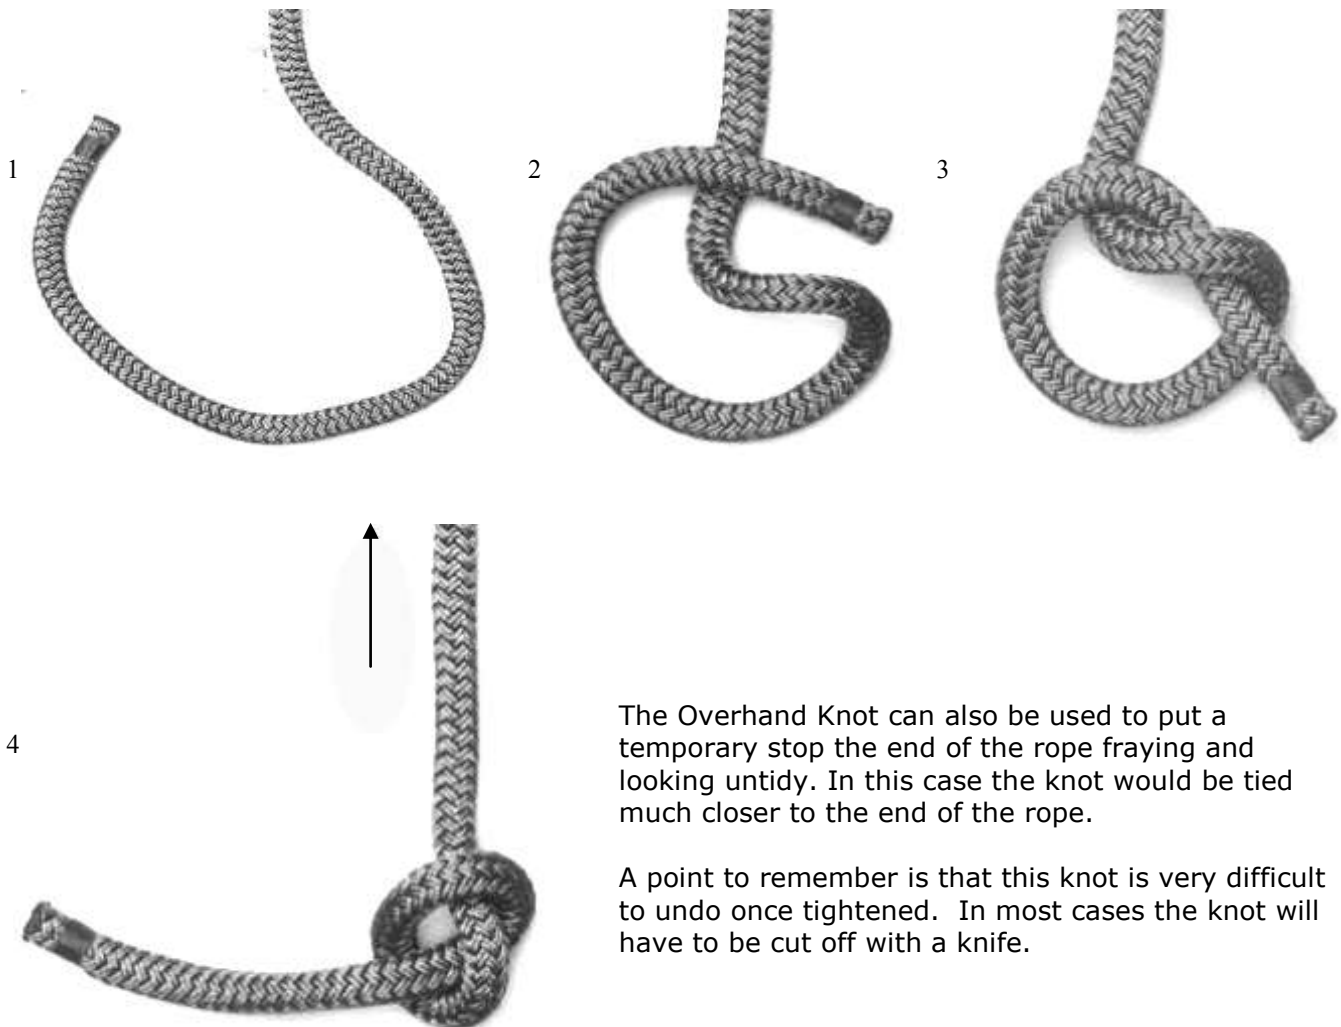 1
2
3
4
The Overhand Knot can also be used to put a
temporary stop the end of the rope fraying and
looking untidy. In this case the knot would be tied
much closer to the end of the rope.
A point to remember is that this knot is very difficult
to undo once tightened.  In most cases the knot will
have to be cut off with a knife.